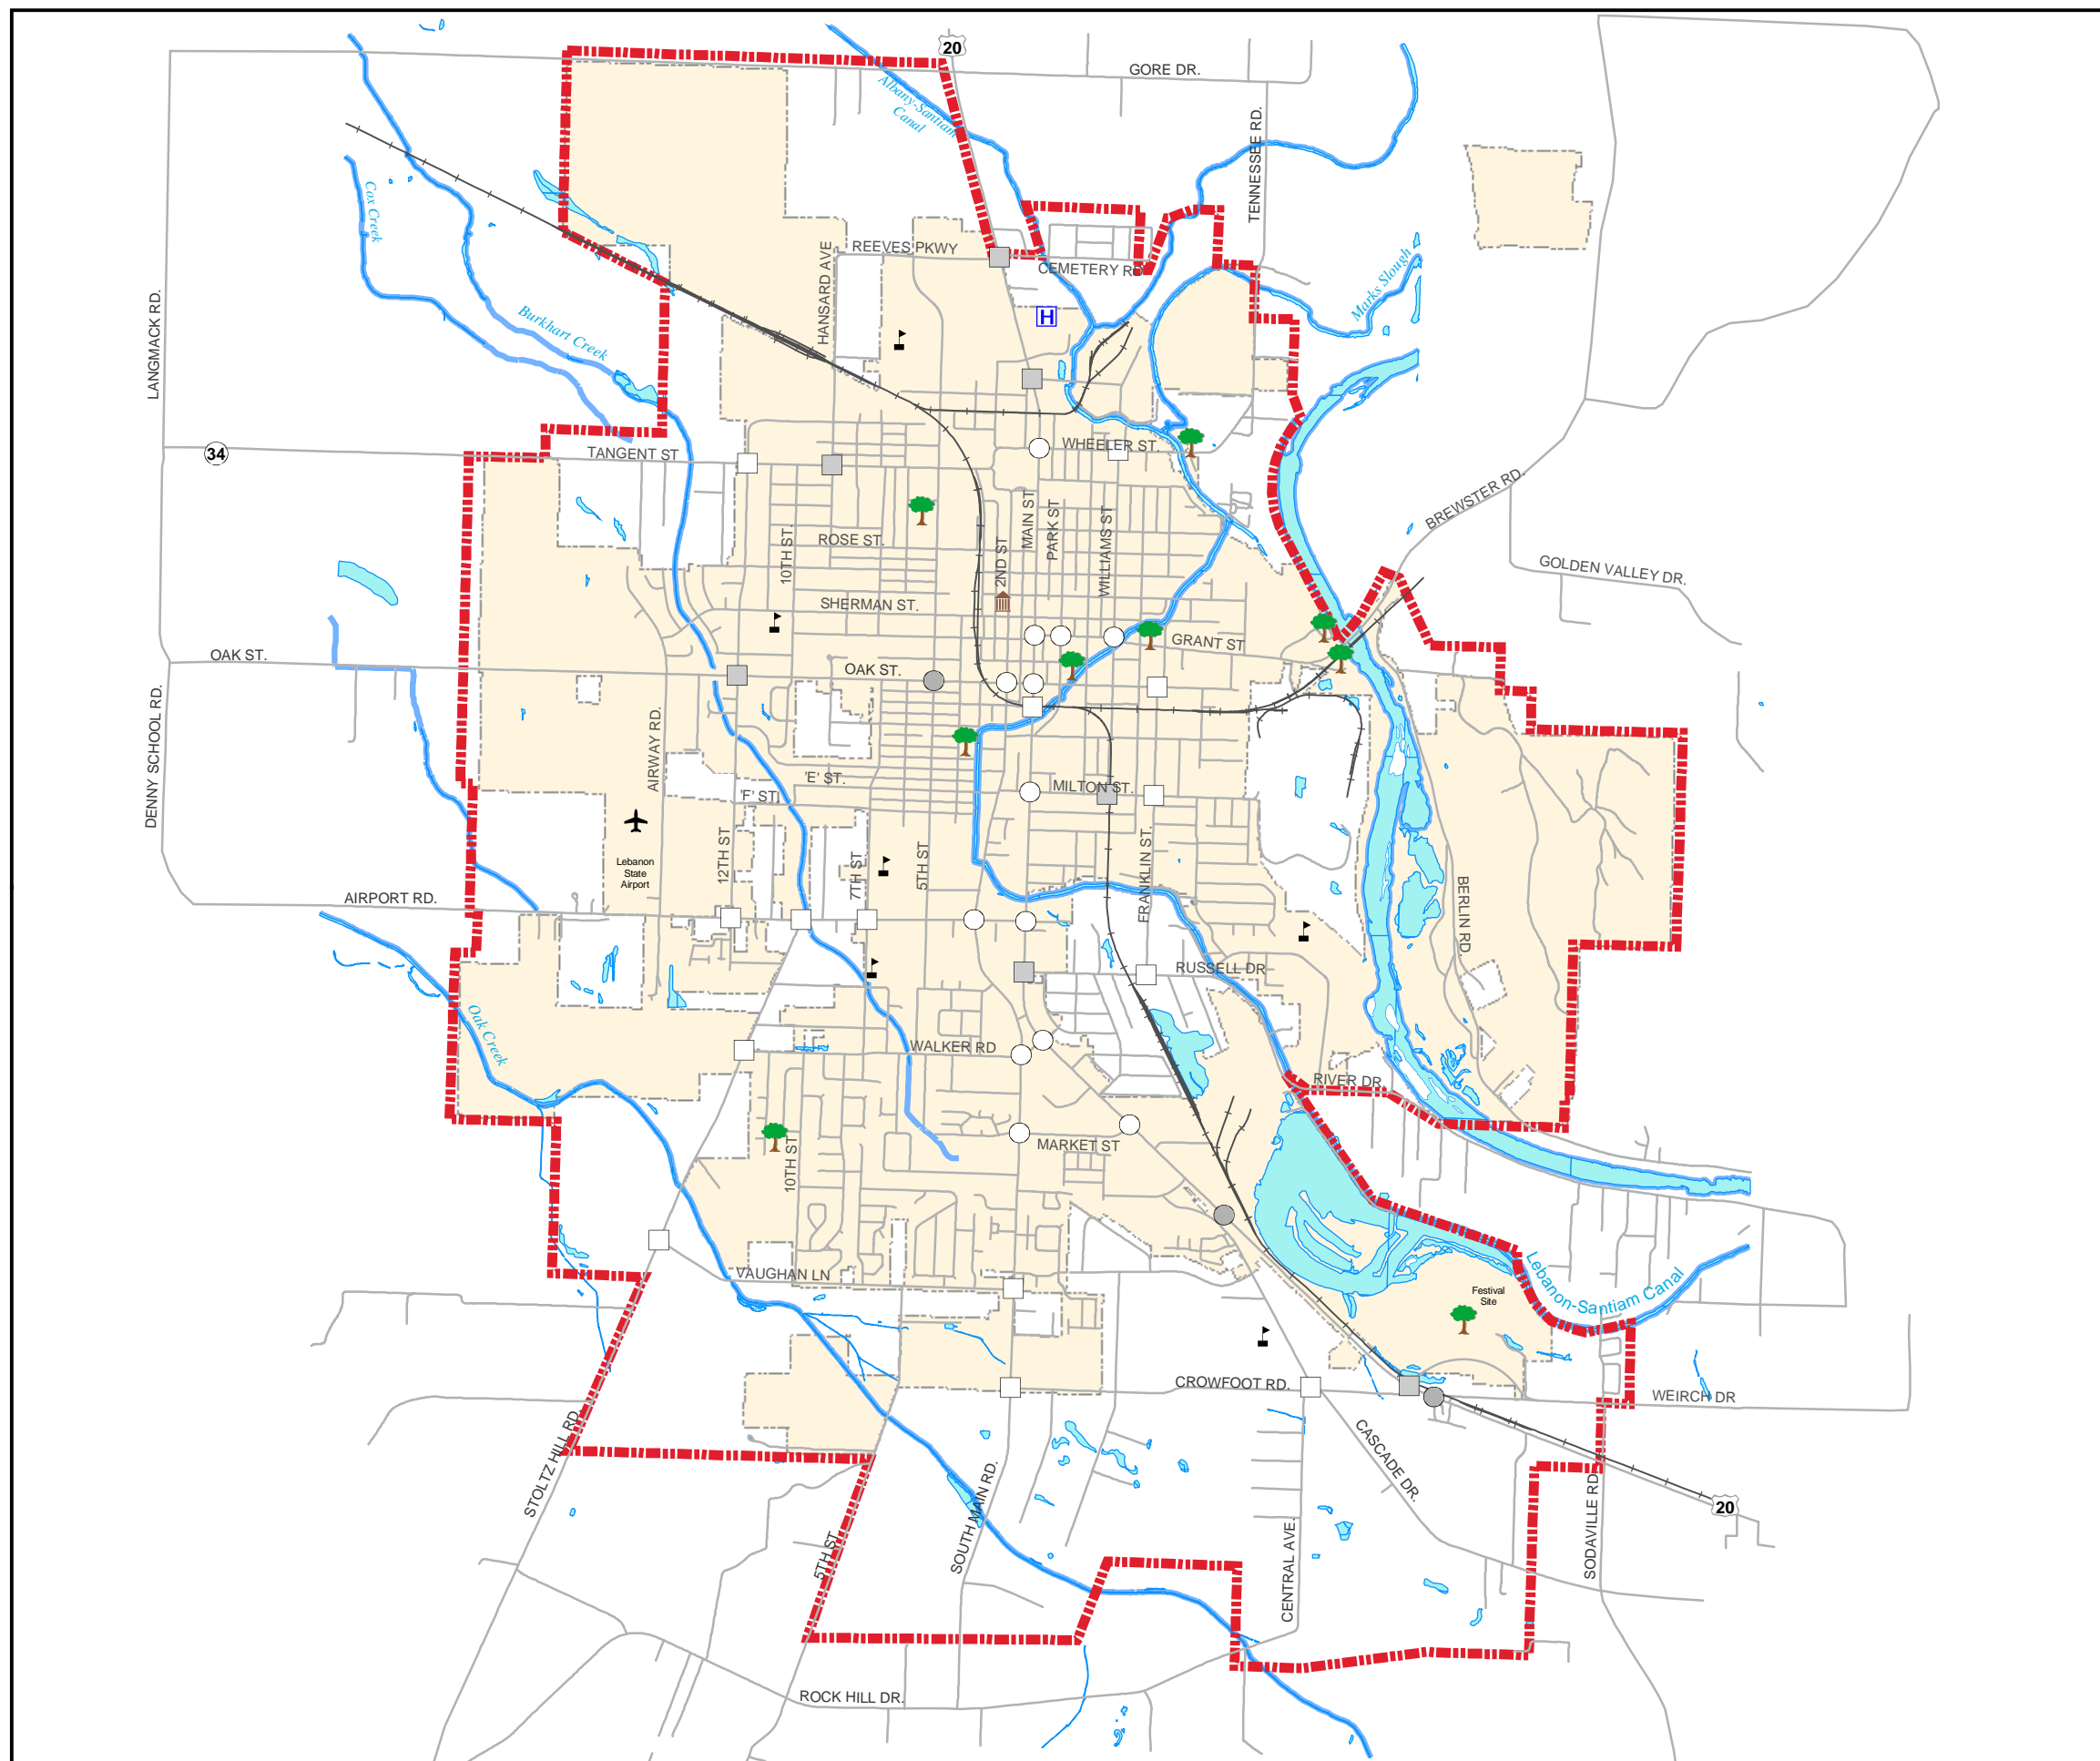 20
GORE DR.
Albany-Santiam
Canal
TENNESSEE RD.
Cox Creek
HANSARD AVE
REEVES PKWY
CEMETERY RD
Marks Slough
H
LANGMACK RD.
Burkhart Creek
34
TANGENT ST
WHEELER ST.
BREWSTER RD.
MAIN ST
PARK ST
WILLIAMS ST
10TH ST.
ROSE ST.
2ND ST
GOLDEN VALLEY DR.
SHERMAN ST.
GRANT ST
OAK ST.
OAK ST.
DENNY SCHOOL RD.
AIRWAY RD.
'E' ST.
'F' ST.
MILTON ST.
12TH ST
7TH ST
5TH ST
FRANKLIN ST.
Lebanon
State
Airport
BERLIN RD.
AIRPORT RD.
RUSSELL DR
Oak Creek
WALKER RD
RIVER DR.
MARKET ST
10TH ST
VAUGHAN LN
Lebanon-Santiam Canal
Festival
Site
CROWFOOT RD.
WEIRCH DR
STOLTZ HILL RD.
CASCADE DR.
SOUTH MAIN RD.
5TH ST.
CENTRAL AVE.
SODAVILLE RD
20
ROCK HILL DR.